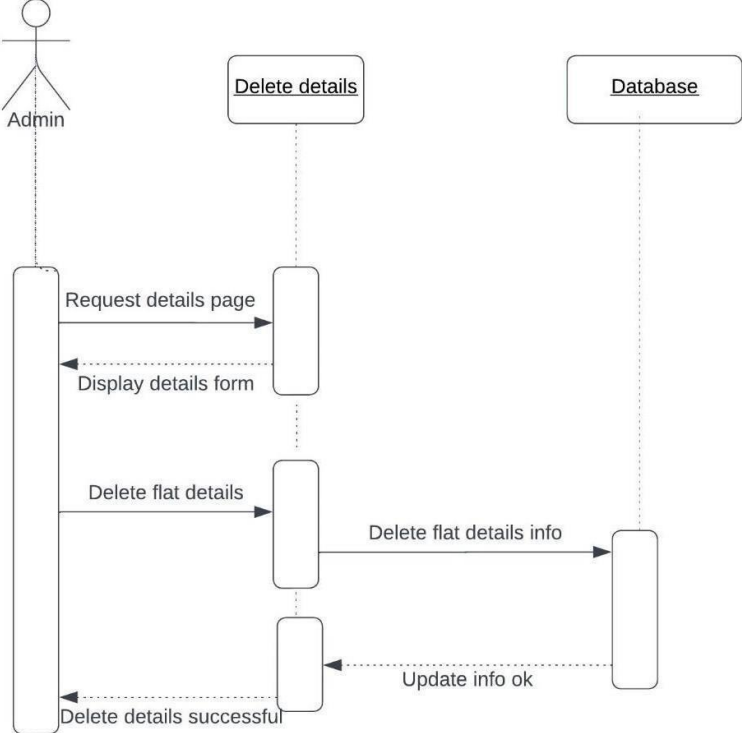 Delete details
Database
Admin
Request details page
Display details form
Delete flat details
Delete flat details info
Update info ok
Delete details successful